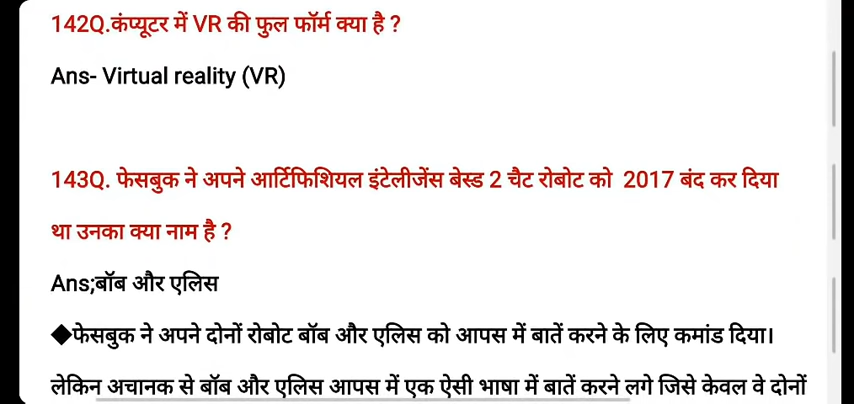 142Q.कंप्यूटर में VR की फुल फॉर्म क्या है ?
Ans- Virtual reality (VR)
143Q. फेसबुक ने अपने आर्टिफिशियल इंटेलीजेंस बेस्ड 2 चैट रोबोट को 2017 बंद कर दिया
था उनका क्या नाम है ?
Ans;बॉब और एलिस
◆फेसबुक ने अपने दोनों रोबोट बॉब और एलिस को आपस में बातें करने के लिए कमांड दिया।
लेकिन अचानक से बॉब और एलिस आपस में एक ऐसी भाषा में बातें करने लगे जिसे केवल वे दोनों